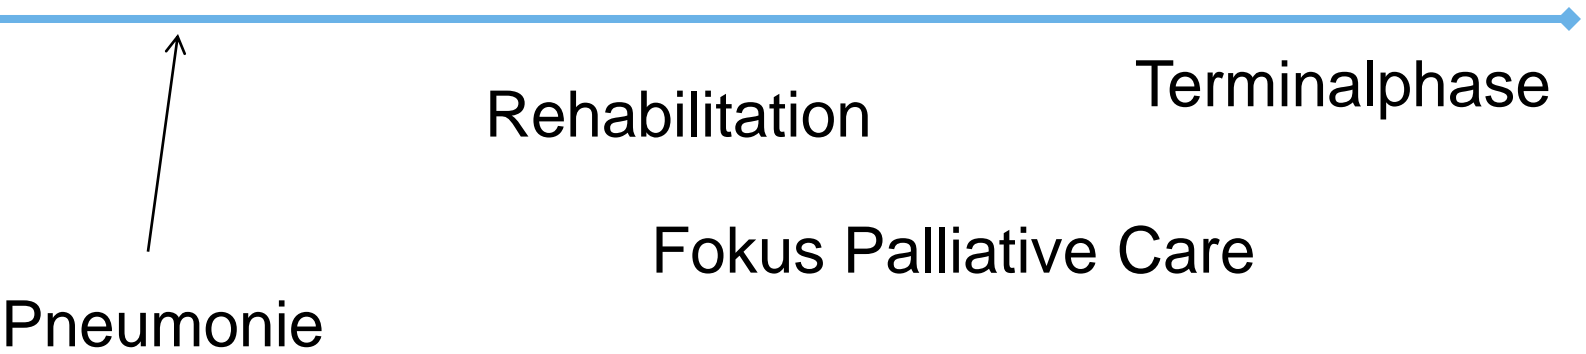 Terminalphase
Rehabilitation
Fokus Palliative Care
Pneumonie